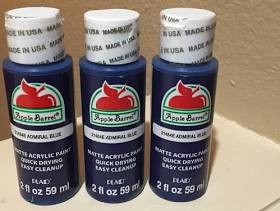 MADE IN USA
MADE IN USA
MADE IN USA
Apple Barrel
21484E ADMIRAL BLUE
MATTE ACRYLIC PAINT
QUICK DRYING
EASY CLEANUP
PLAID
2 fl oz 59 ml
Apple Barrel
21484E ADMIRAL BLUE
MATTE ACRYLIC PAINT
QUICK DRYING
EASY CLEANUP
PLAID
2 fl oz 59 ml
Apple Barrel
21484E ADMIRAL BLUE
MATTE ACRYLIC PAINT
QUICK DRYING
EASY CLEANUP
PLAID
2 fl oz 59 ml